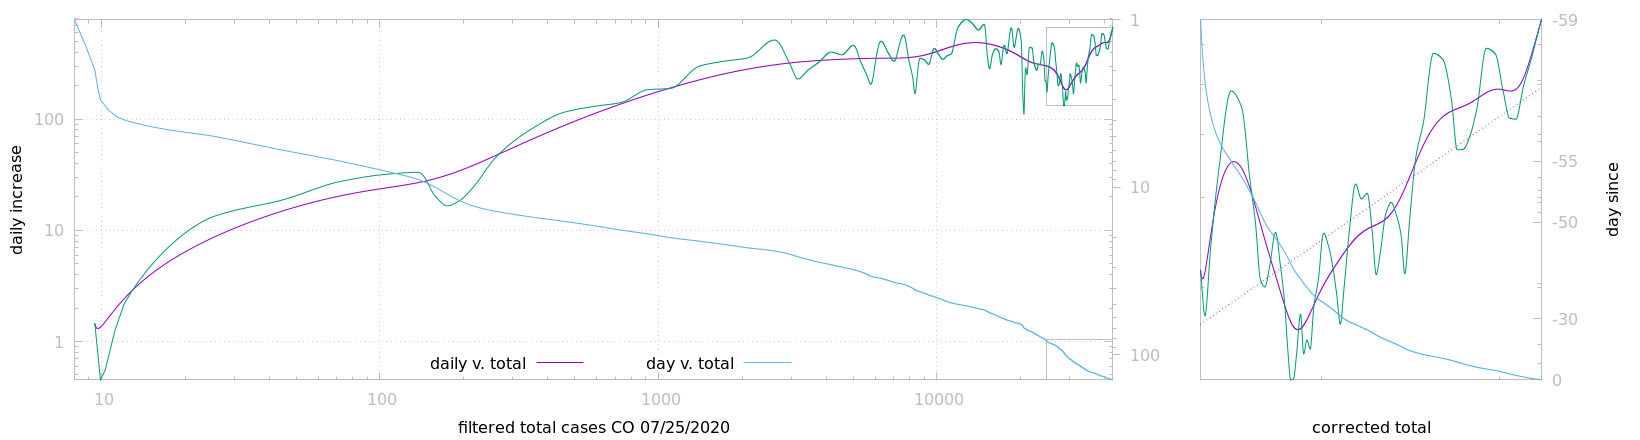 daily increase
100
10
1
10
100
1000
10000
filtered total cases CO 07/25/2020
daily v. total
day v. total
1
10
100
-59
-55
-50
-30
0
day since
corrected total